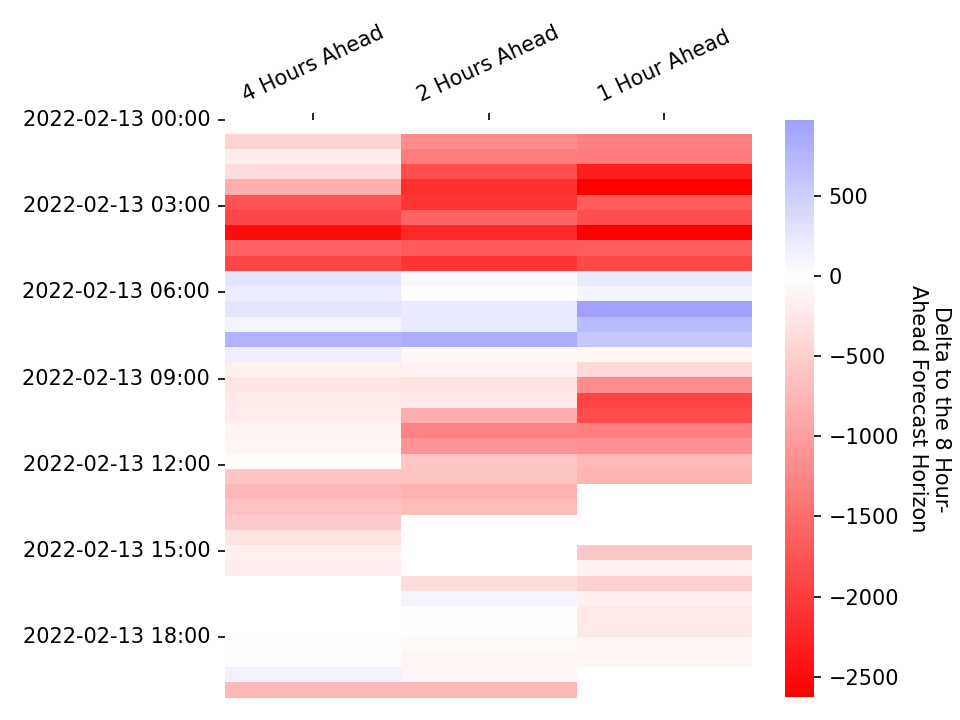 4 Hours Ahead
2 Hours Ahead
1 Hour Ahead
2022-02-13 00:00
2022-02-13 03:00
2022-02-13 06:00
2022-02-13 09:00
2022-02-13 12:00
2022-02-13 15:00
2022-02-13 18:00
500
0
−500
−1000
−1500
−2000
−2500
Delta to the 8 Hour-
Ahead Forecast Horizon